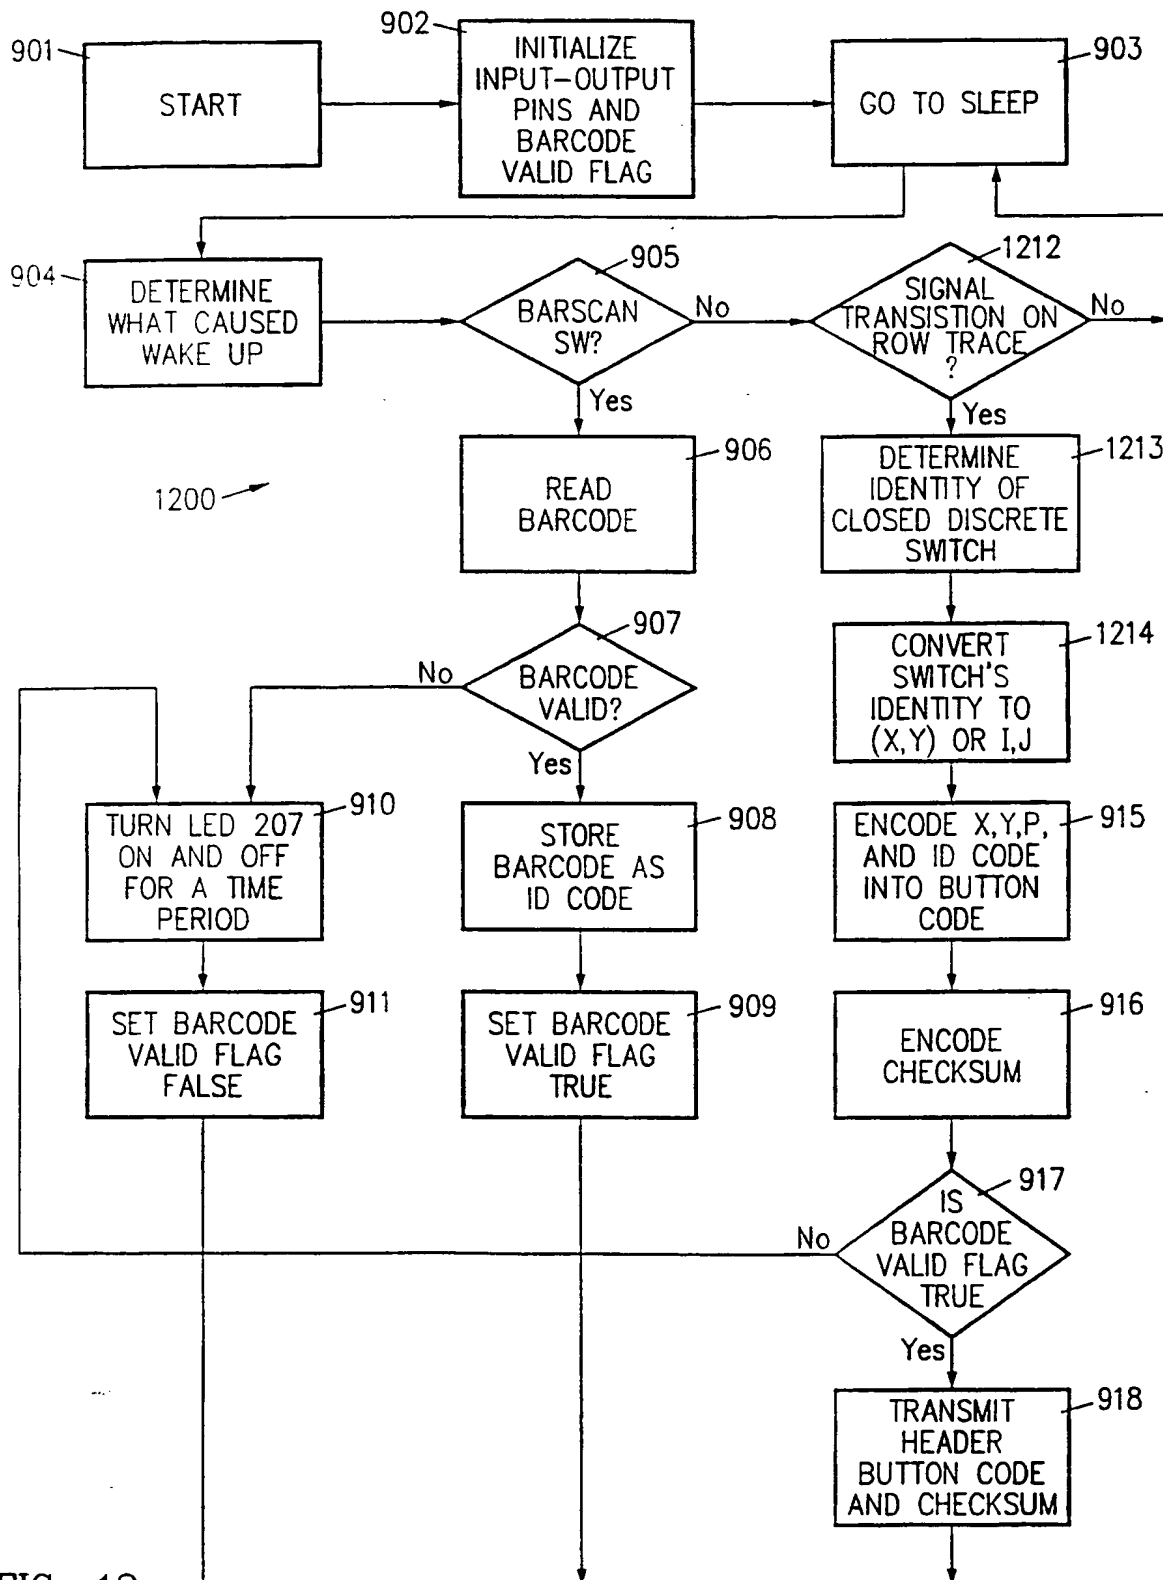 901
START
902
INITIALIZE
INPUT-OUTPUT
PINS AND
BARCODE
VALID FLAG
903
GO TO SLEEP
904
DETERMINE
WHAT CAUSED
WAKE UP
905
BARSCAN
SW?
No
Yes
1212
SIGNAL
TRANSISTION ON
ROW TRACE
?
No
Yes
1200
906
READ
BARCODE
1213
DETERMINE
IDENTITY OF
CLOSED DISCRETE
SWITCH
907
BARCODE
VALID?
No
Yes
1214
CONVERT
SWITCH'S
IDENTITY TO
(X,Y) OR I,J
910
TURN LED 207
ON AND OFF
FOR A TIME
PERIOD
908
STORE
BARCODE AS
ID CODE
915
ENCODE X,Y,P,
AND ID CODE
INTO BUTTON
CODE
911
SET BARCODE
VALID FLAG
FALSE
909
SET BARCODE
VALID FLAG
TRUE
916
ENCODE
CHECKSUM
917
IS
BARCODE
VALID FLAG
TRUE
No
Yes
918
TRANSMIT
HEADER
BUTTON CODE
AND CHECKSUM